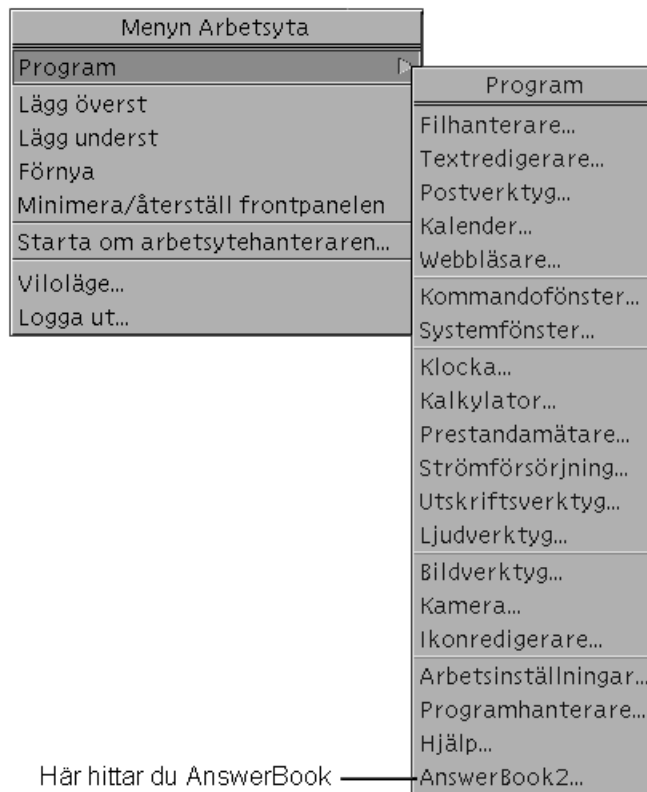 Menyn Arbetsyta
Program
Lägg överst
Lägg underst
Förnya
Minimera/återställ frontpanelen
Starta om arbetsytehanteraren...
Viloläge...
Logga ut...
Program
Filhanterare...
Textredigerare...
Postverktyg...
Kalender...
Webbläsare...
Kommandofönster...
Systemfönster...
Klocka...
Kalkylator...
Prestandamätare...
Strömförsörjning...
Utskriftsverktyg...
Ljudverktyg...
Bildverktyg...
Kamera...
Ikonredigerare...
Arbetsinställningar...
Programhanterare...
Hjälp...
Här hittar du AnswerBook
AnswerBook2...